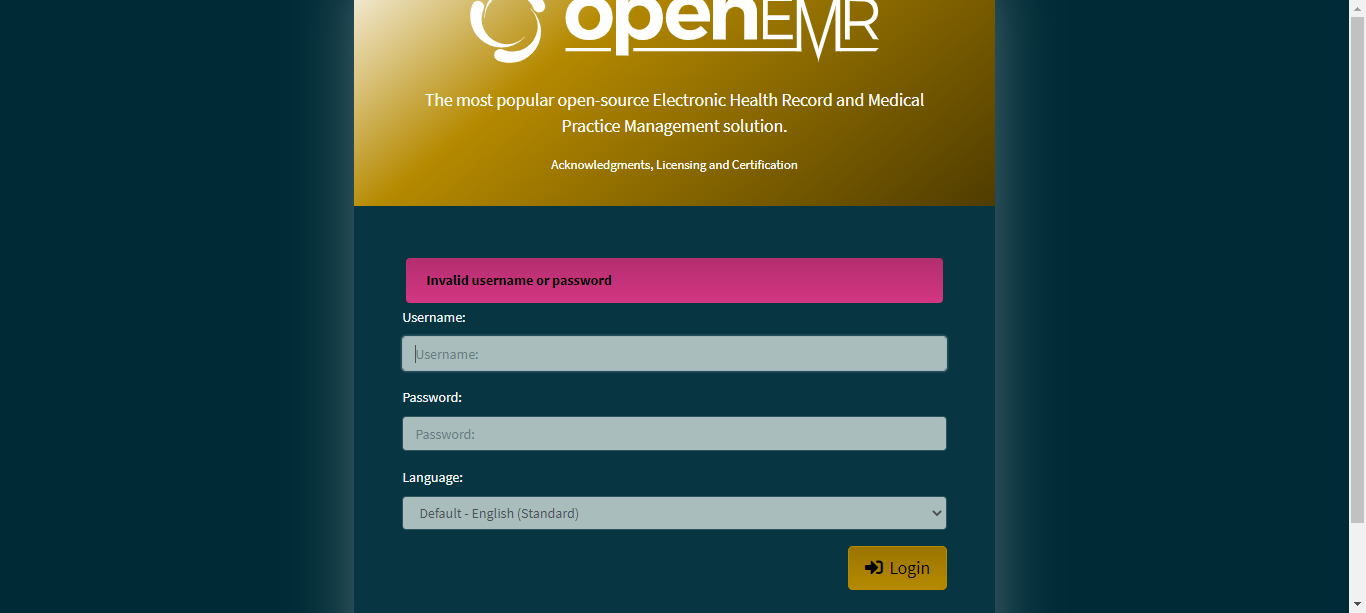 openEMR
The most popular open-source Electronic Health Record and Medical
Practice Management solution.
Acknowledgments, Licensing and Certification
Invalid username or password
Username:
Username:
Password:
Password:
Language:
Default - English (Standard)
Login